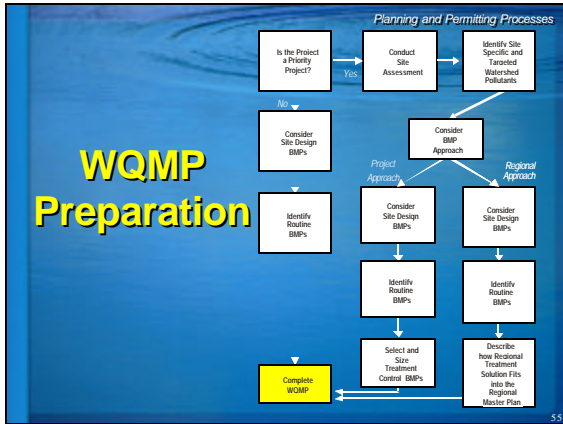 Planning and Permitting Processes
WQMP
Preparation
Is the Project
a Priority
Project?
Yes
Conduct
Site
Assessment
Identify Site
Specific and
Targeted
Watershed
Pollutants
No
Consider
Site Design
BMPs
Consider
BMP
Approach
Project
Approach
Regional
Approach
Identify
Routine
BMPs
Consider
Site Design
BMPs
Consider
Site Design
BMPs
Identify
Routine
BMPs
Identify
Routine
BMPs
Select and
Size
Treatment
Control BMPs
Describe
how Regional
Treatment
Solution Fits
into the
Regional
Master Plan
Complete
WQMP
55